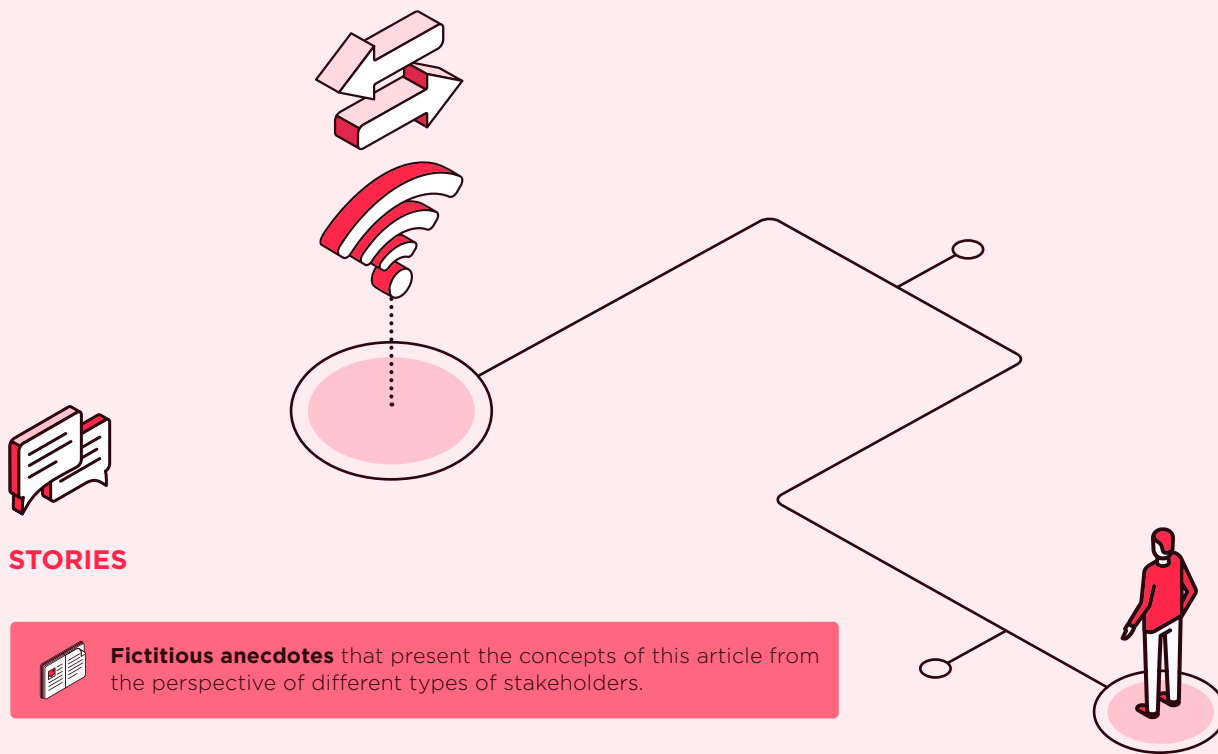 STORIES
Fictitious anecdotes that present the concepts of this article from
the perspective of different types of stakeholders.